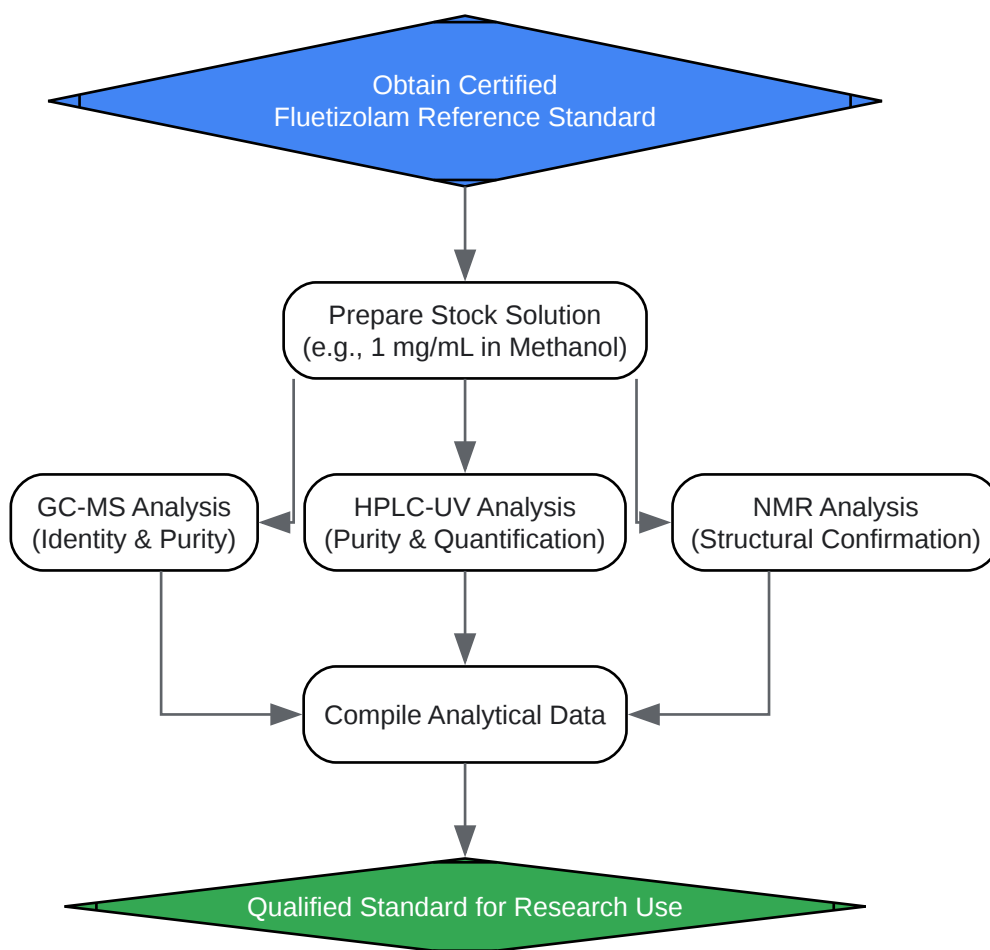 Obtain Certified
Fluetizolam Reference Standard
Prepare Stock Solution
(e.g., 1 mg/mL in Methanol)
GC-MS Analysis
(Identity & Purity)
HPLC-UV Analysis
(Purity & Quantification)
NMR Analysis
(Structural Confirmation)
Compile Analytical Data
Qualified Standard for Research Use